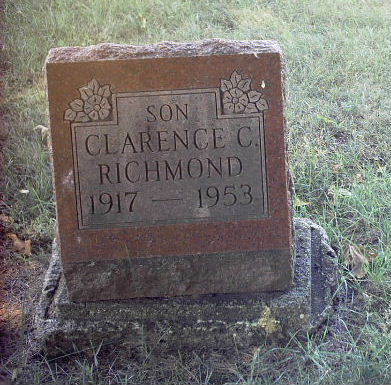 SON
CLARENCE C.
RICHMOND
1917 — 1953